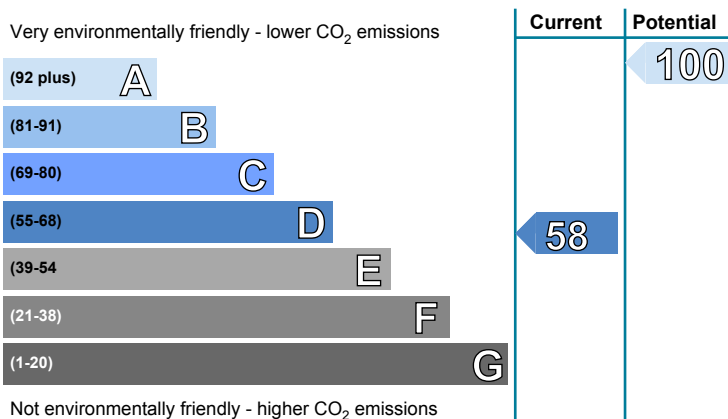 Very environmentally friendly - lower CO2 emissions
Current
Potential
(92 plus) A
100
(81-91) B
(69-80) C
(55-68) D
58
(39-54 E
(21-38) F
(1-20) G
Not environmentally friendly - higher CO2 emissions